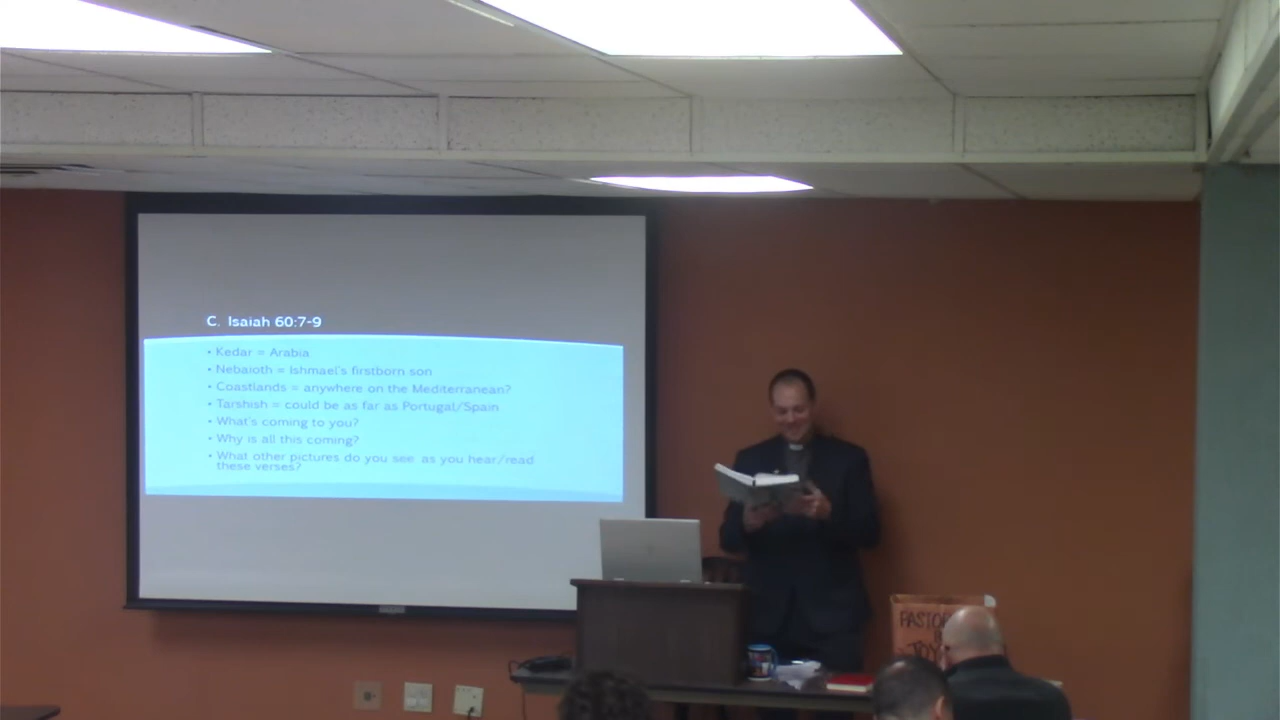 C. Isaiah 60:7-9
• Kedar = Arabia
• Nebaioth = Ishmael's firstborn son
• Coastlands = anywhere on the Mediterranean?
• Tarshish = could be as far as Portugal/Spain
• What's coming to you?
• Why is all this coming?
• What other pictures do you see as you hear/read
these verses?
PASTOR
TOY